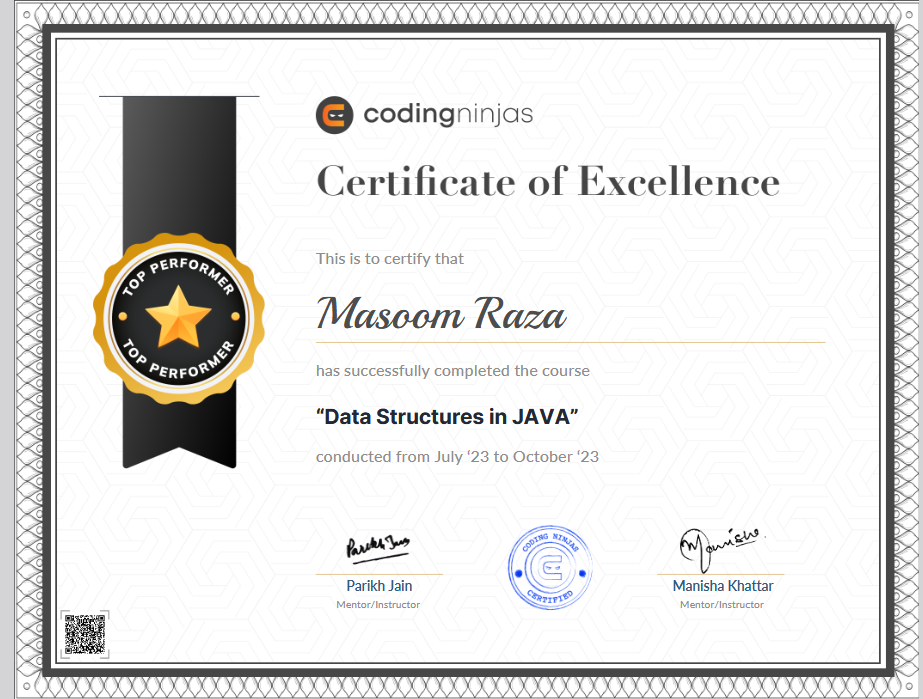 codingninjas
Certificate of Excellence
This is to certify that
Masoom Raza
has successfully completed the course
“Data Structures in JAVA”
conducted from July ‘23 to October ‘23
TOP PERFORMER
TOP PERFORMER
Parikh Jain
CODING NINJAS
CERTIFIED
Manisha
Parikh Jain
Mentor/Instructor
Manisha Khattar
Mentor/Instructor